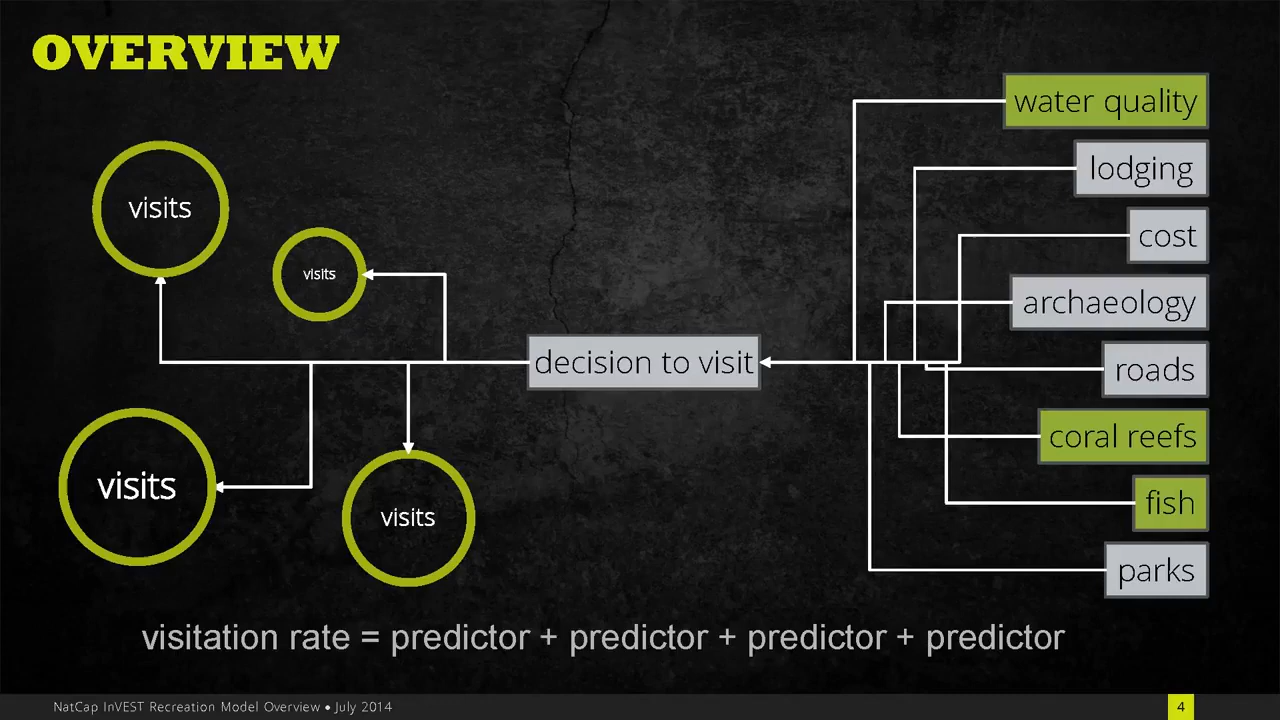 OVERVIEW
water quality
lodging
cost
archaeology
roads
coral reefs
fish
parks
decision to visit
visits
visits
visits
visits
visitation rate = predictor + predictor + predictor + predictor
NatCap InVEST Recreation Model Overview • July 2014
4